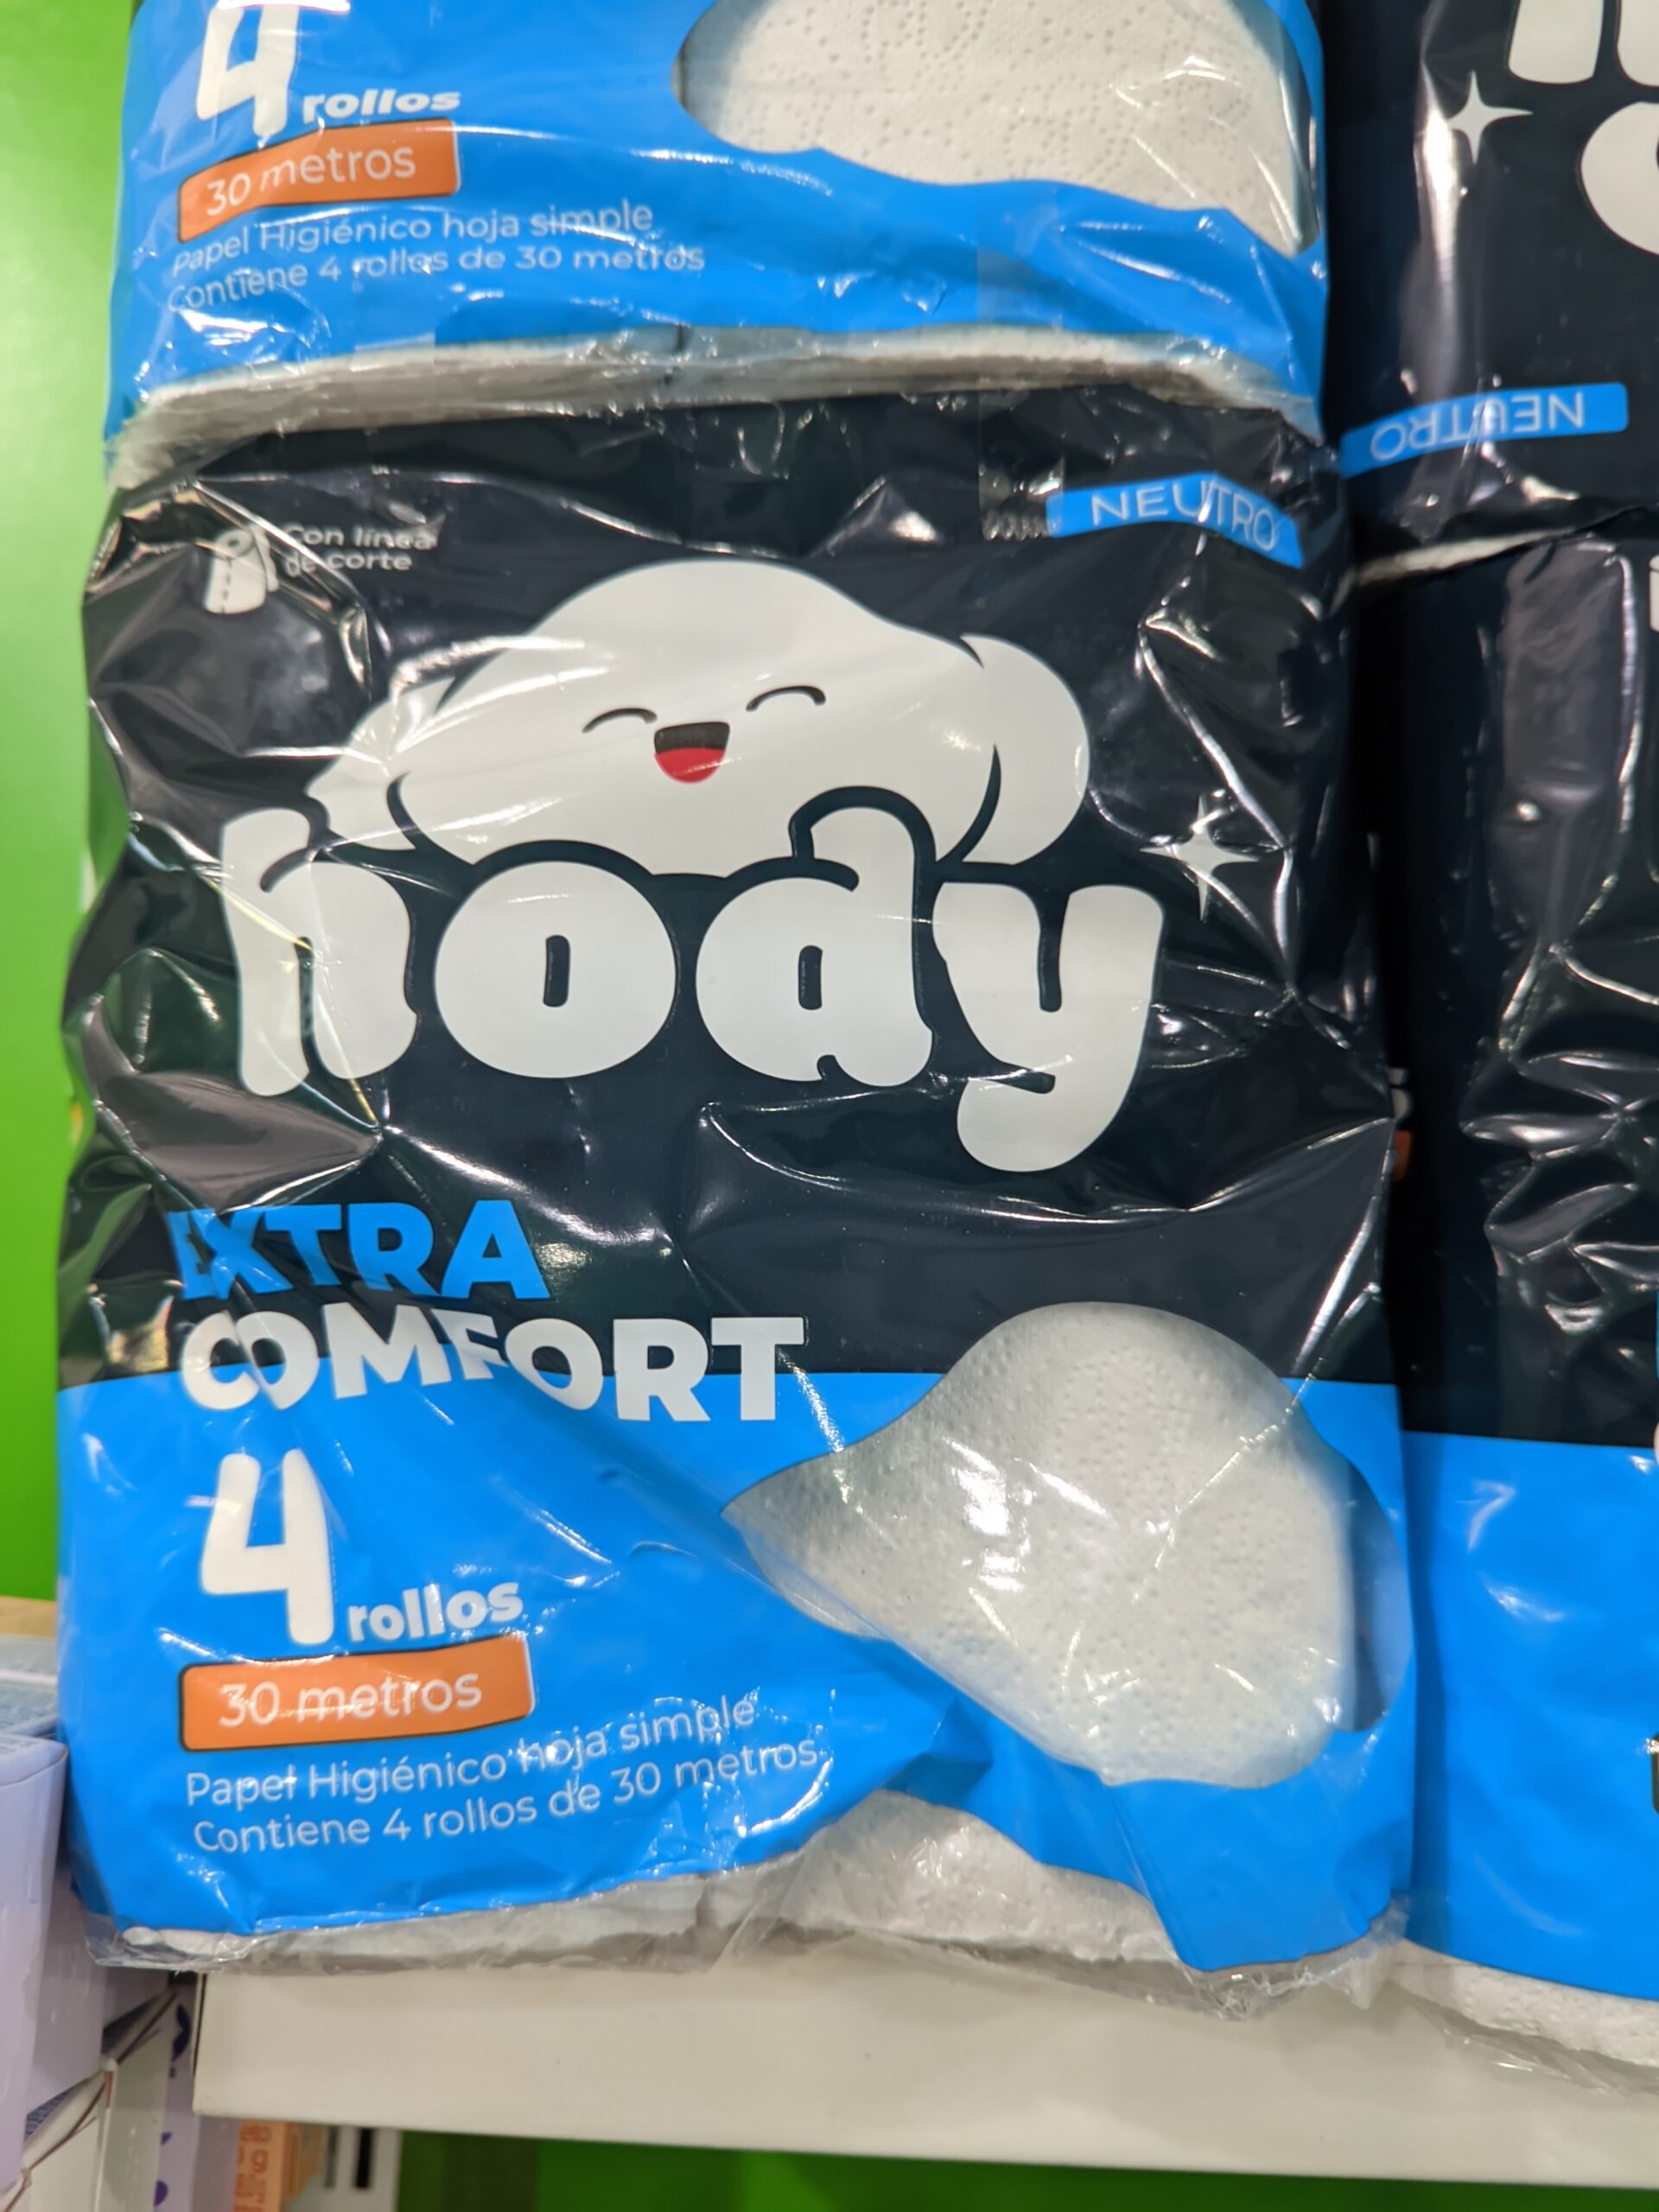 4 rollos
30 metros
Papel Higiénico hoja simple
Contiene 4 rollos de 30 metros
NEUTRO
Con línea
de corte
NEUTRO
hody
EXTRA
COMFORT
4 rollos
30 metros
Papel Higiénico hoja simple
Contiene 4 rollos de 30 metros